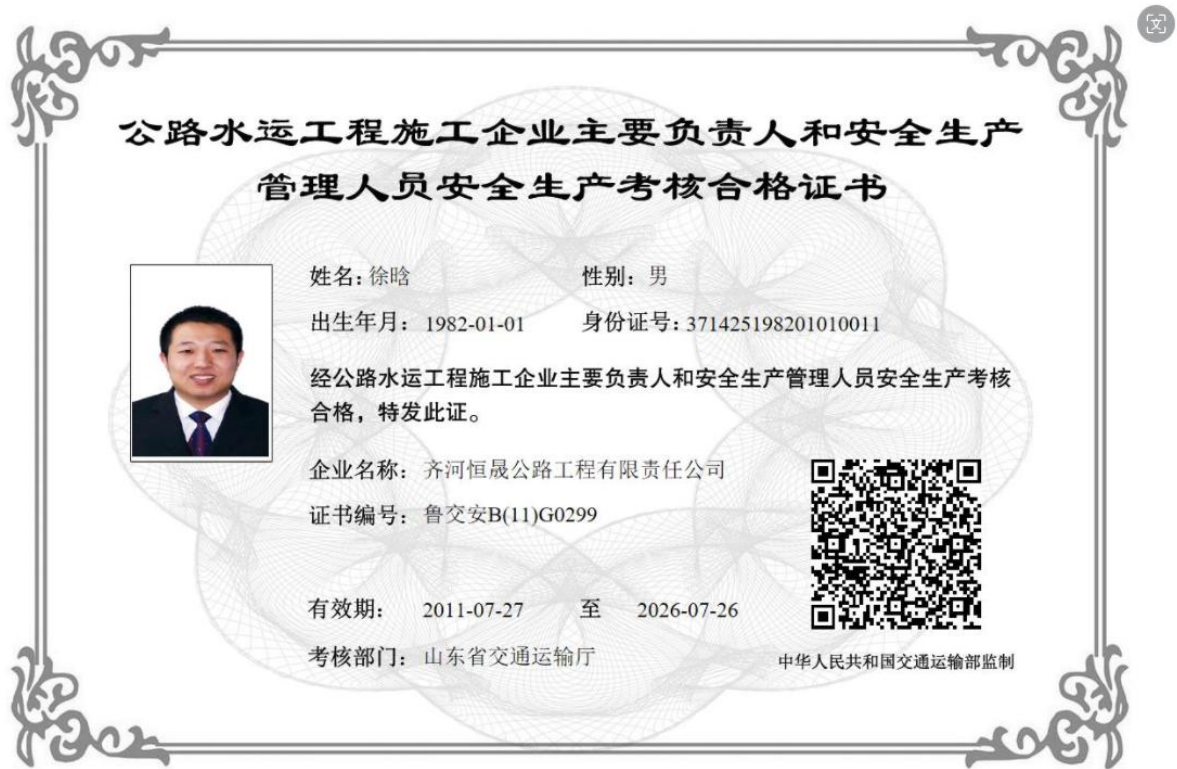 公路水运工程施工企业主要负责人和安全生产
管理人员安全生产考核合格证书
姓名: 徐晗 性别: 男
出生年月: 1982-01-01 身份证号: 371425198201010011
经公路水运工程施工企业主要负责人和安全生产管理人员安全生产考核
合格，特发此证。
企业名称: 齐河恒晟公路工程有限责任公司
证书编号: 鲁交安B(11)G0299
有效期: 2011-07-27 至 2026-07-26
考核部门: 山东省交通运输厅
中华人民共和国交通运输部监制